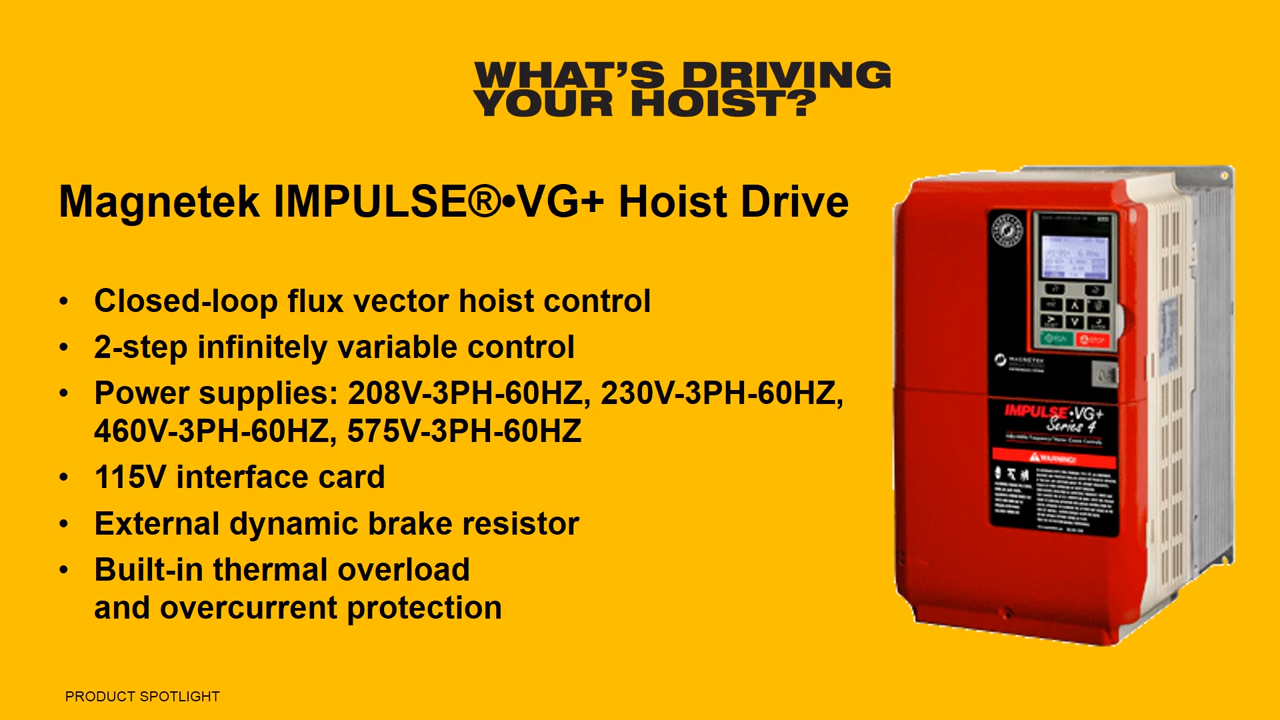 WHAT'S DRIVING
YOUR HOIST?
Magnetek IMPULSE®•VG+ Hoist Drive
• Closed-loop flux vector hoist control
• 2-step infinitely variable control
• Power supplies: 208V-3PH-60HZ, 230V-3PH-60HZ,
460V-3PH-60HZ, 575V-3PH-60HZ
• 115V interface card
• External dynamic brake resistor
• Built-in thermal overload
and overcurrent protection
MAGNETEK
IMPULSE•VG+
Series 4
WARNING!
PRODUCT SPOTLIGHT